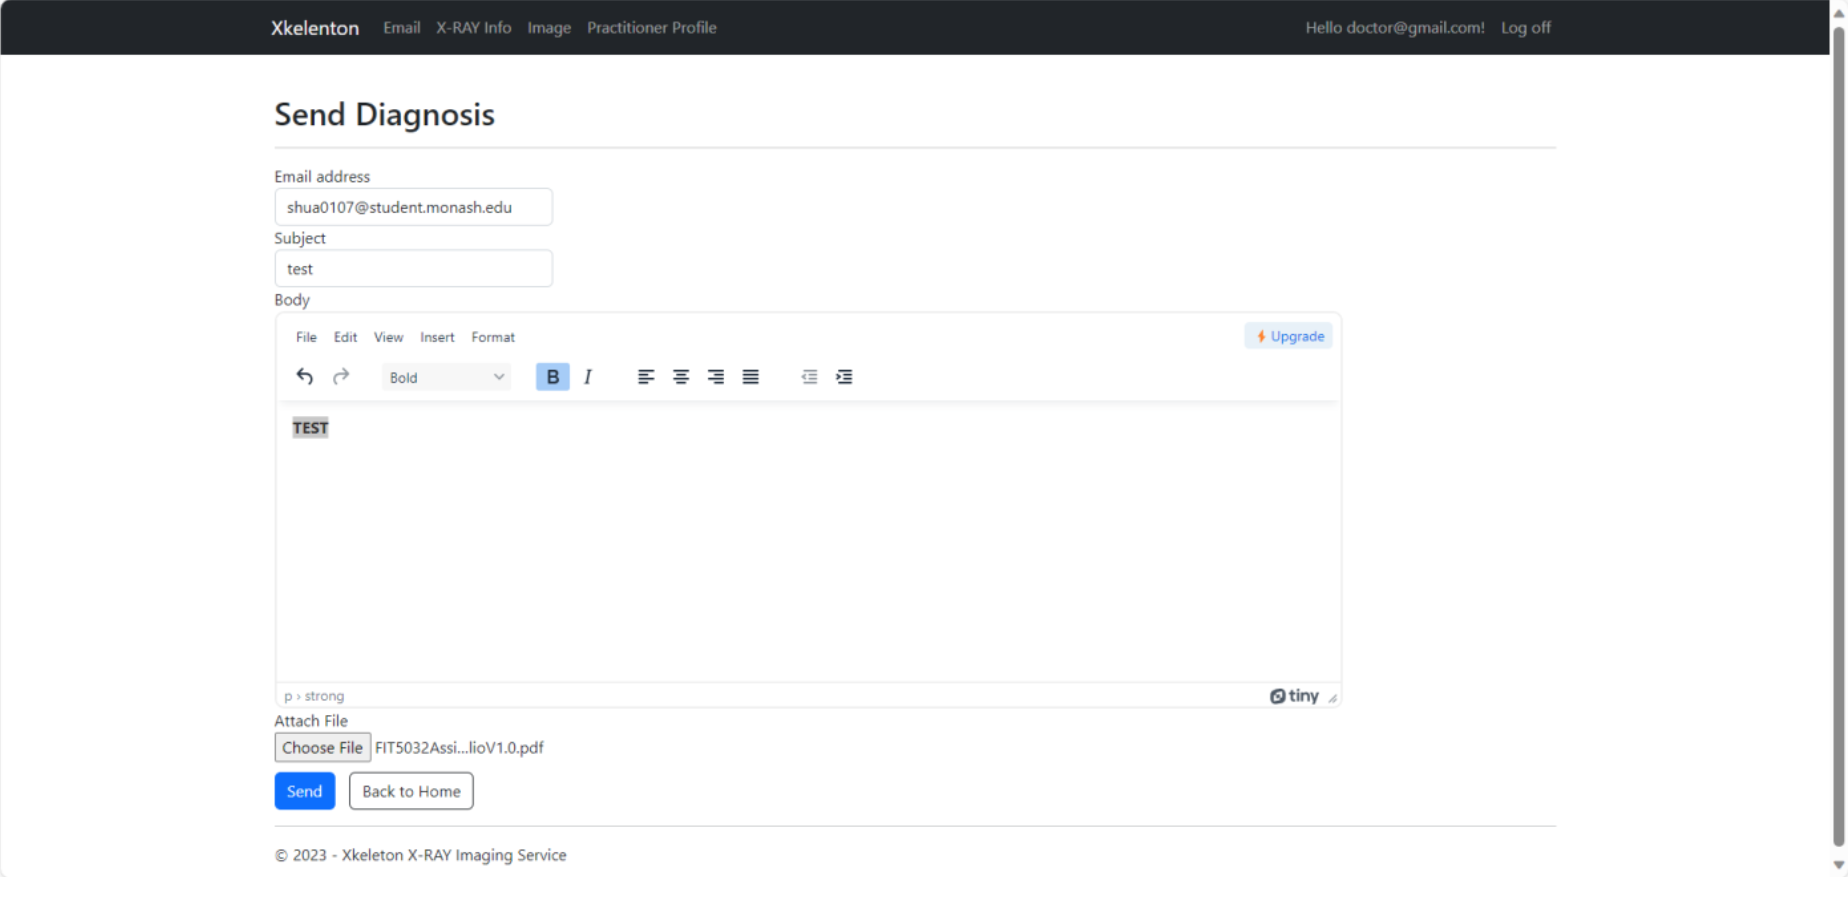 Xkelenton Email X-RAY Info Image Practitioner Profile Hello doctor@gmail.com! Log off
Send Diagnosis
Email address
shua0107@student.monash.edu
Subject
test
Body
File Edit View Insert Format Upgrade
Bold B I
TEST
p › strong tiny
Attach File
Choose File FIT5032Assi...lioV1.0.pdf
Send Back to Home
© 2023 - Xkeleton X-RAY Imaging Service